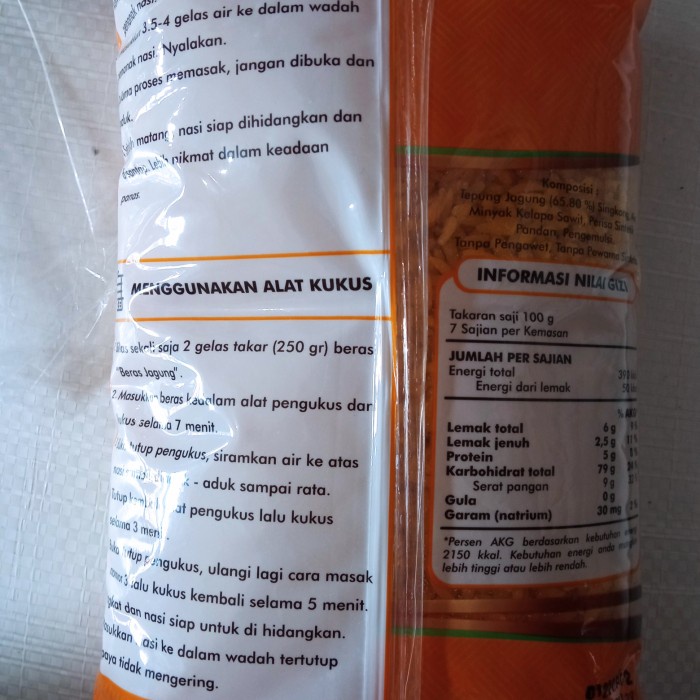 3.5-4 gelas air ke dalam wadah
nasi. Nyalakan.
proses memasak, jangan dibuka dan
matang nasi siap dihidangkan dan
Lebih nikmat dalam keadaan
panas.
MENGGUNAKAN ALAT KUKUS
sekali saja 2 gelas takar (250 gr) beras
"Beras Jagung".
2. Masukkan beras kedalam alat pengukus dan
kukus selama 7 menit.
tutup pengukus, siramkan air ke atas
- aduk sampai rata.
Tutup pengukus lalu kukus
selama 3 menit.
tutup pengukus, ulangi lagi cara masak
3 lalu kukus kembali selama 5 menit.
dan nasi siap untuk di hidangkan.
nasi ke dalam wadah tertutup
tidak mengering.
Komposisi :
Tepung Jagung (65.80 %) Singkong,
Minyak Kelapa Sawit, Perisa
Pandan, Pengemulsi,
Tanpa Pengawet, Tanpa Pewarna
INFORMASI NILAI GIZI
Takaran saji 100 g
7 Sajian per Kemasan
JUMLAH PER SAJIAN
Energi total
Energi dari lemak
Lemak total 6 g
Lemak jenuh 2,5 g
Protein 5 g
Karbohidrat total 79 g
Serat pangan 9 g
Gula 0 g
Garam (natrium) 30 mg
*Persen AKG berdasarkan kebutuhan
2150 kkal. Kebutuhan energi anda
lebih tinggi atau lebih rendah.